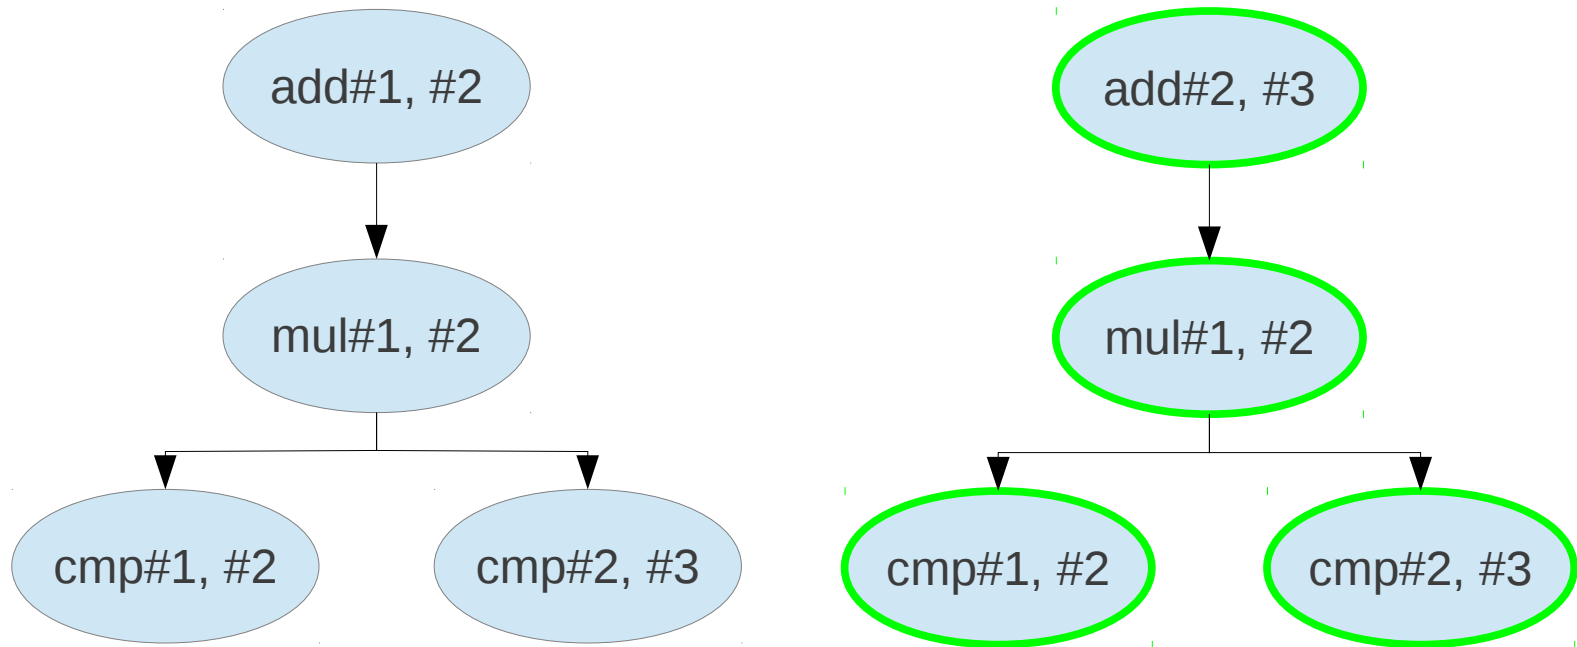 add#1, #2
add#2, #3
mul#1, #2
mul#1, #2
cmp#1, #2
cmp#2, #3
cmp#1, #2
cmp#2, #3